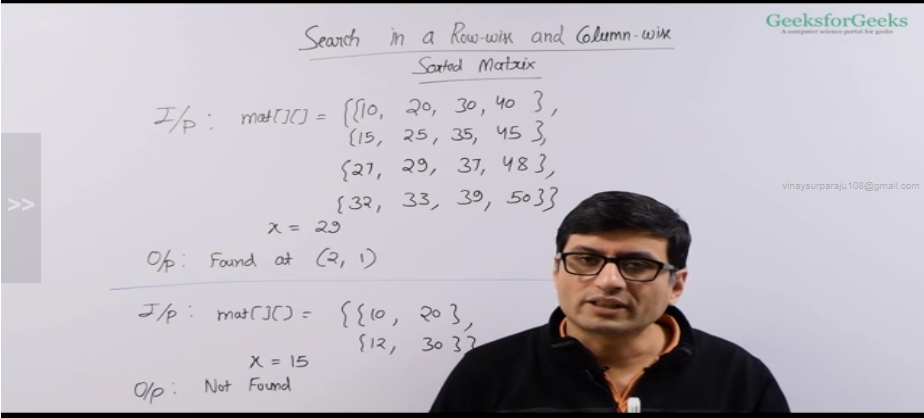 GeeksforGeeks
A computer science portal for geeks
Search in a Row-wise and Column-wise
Sorted Matrix
I/p : mat[][] = {{10, 20, 30, 40 },
{15, 25, 35, 45 },
{27, 29, 37, 48},
{32, 33, 39, 50}}
x = 29
O/p : Found at (2, 1)
I/p : mat[][] = {{10, 20},
{12, 30}}
x = 15
O/p : Not Found
vinaysurparaju108@gmail.com
>>